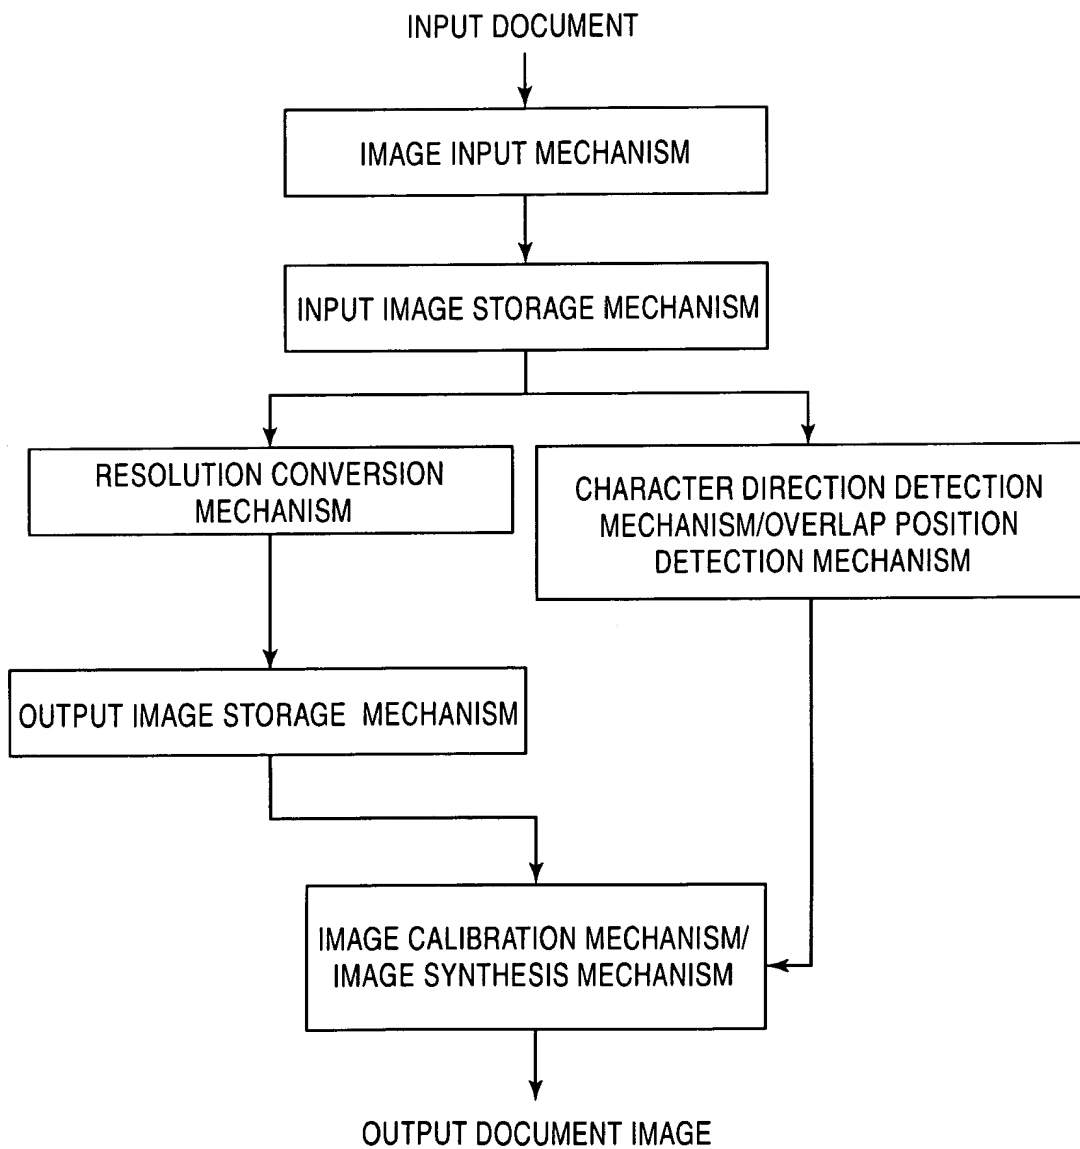 INPUT DOCUMENT
IMAGE INPUT MECHANISM
INPUT IMAGE STORAGE MECHANISM
RESOLUTION CONVERSION
MECHANISM
CHARACTER DIRECTION DETECTION
MECHANISM/OVERLAP POSITION
DETECTION MECHANISM
OUTPUT IMAGE STORAGE MECHANISM
IMAGE CALIBRATION MECHANISM/
IMAGE SYNTHESIS MECHANISM
OUTPUT DOCUMENT IMAGE